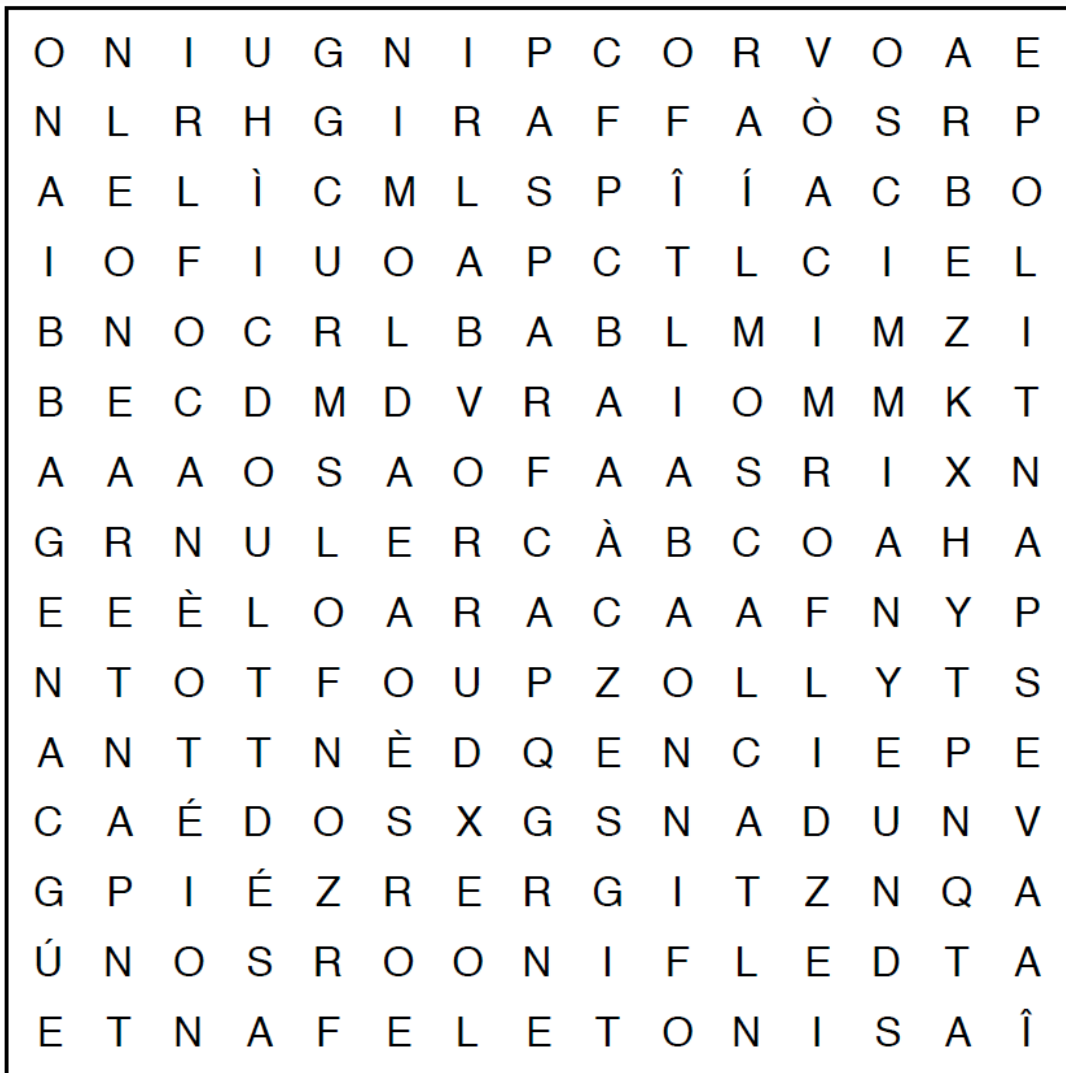 O N I U G N I P C O R V O A E
N L R H G I R A F F A Ò S R P
A E L Ì C M L S P Î Í A C B O
I O F I U O A P C T L C I E L
B N O C R L B A B L M I M Z I
B E C D M D V R A I O M M K T
A A A O S A O F A A S R I X N
G R N U L E R C À B C O A H A
E E È L O A R A C A A F N Y P
N T O T F O U P Z O L L Y T S
A N T T N È D Q E N C I E P E
C A É D O S X G S N A D U N V
G P I É Z R E R G I T Z N Q A
Ú N O S R O O N I F L E D T A
E T N A F E L E T O N I S A Î